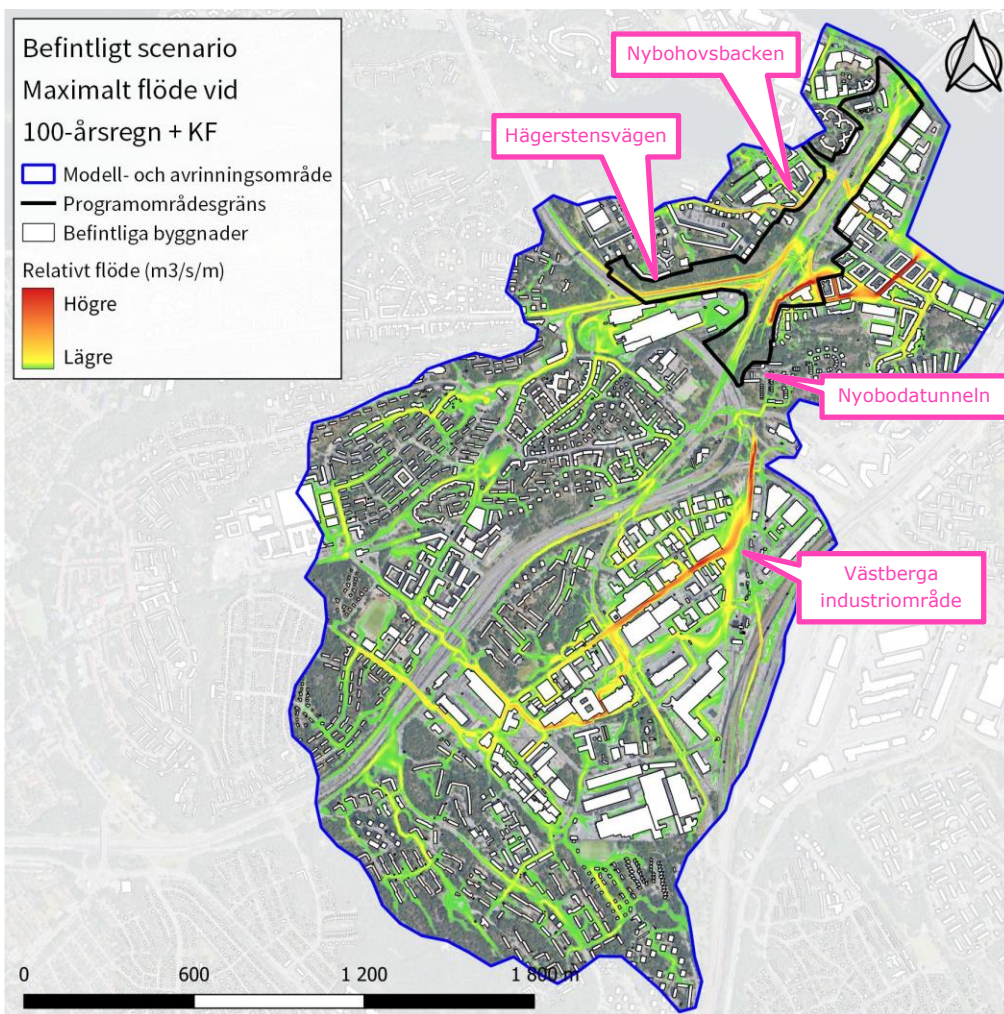 Befintligt scenario
Maximalt flöde vid
100-årsregn + KF
Modell- och avrinningsområde
Programområdesgräns
Befintliga byggnader
Relativt flöde (m3/s/m)
Högre
Lägre
Nybohovsbacken
Hägerstensvägen
Nyobodatunneln
Västberga
industriområde
0 600 1 200 1 800 m